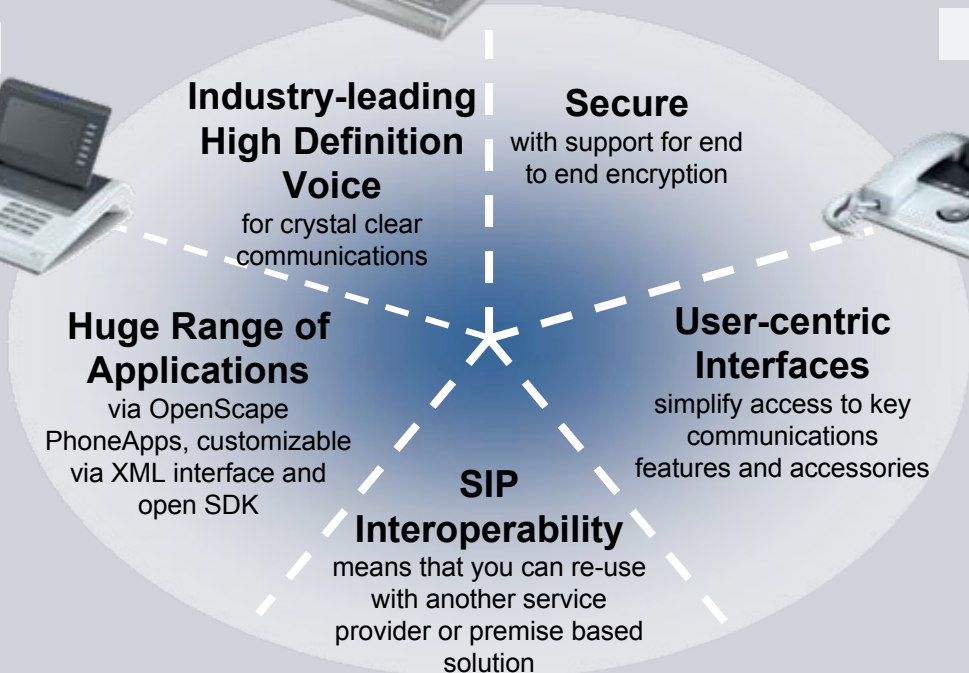 Industry-leading
High Definition
Voice
for crystal clear
communications
Secure
with support for end
to end encryption
Huge Range of
Applications
via OpenScape
PhoneApps, customizable
via XML interface and
open SDK
User-centric
Interfaces
simplify access to key
communications
features and accessories
SIP
Interoperability
means that you can re-use
with another service
provider or premise based
solution